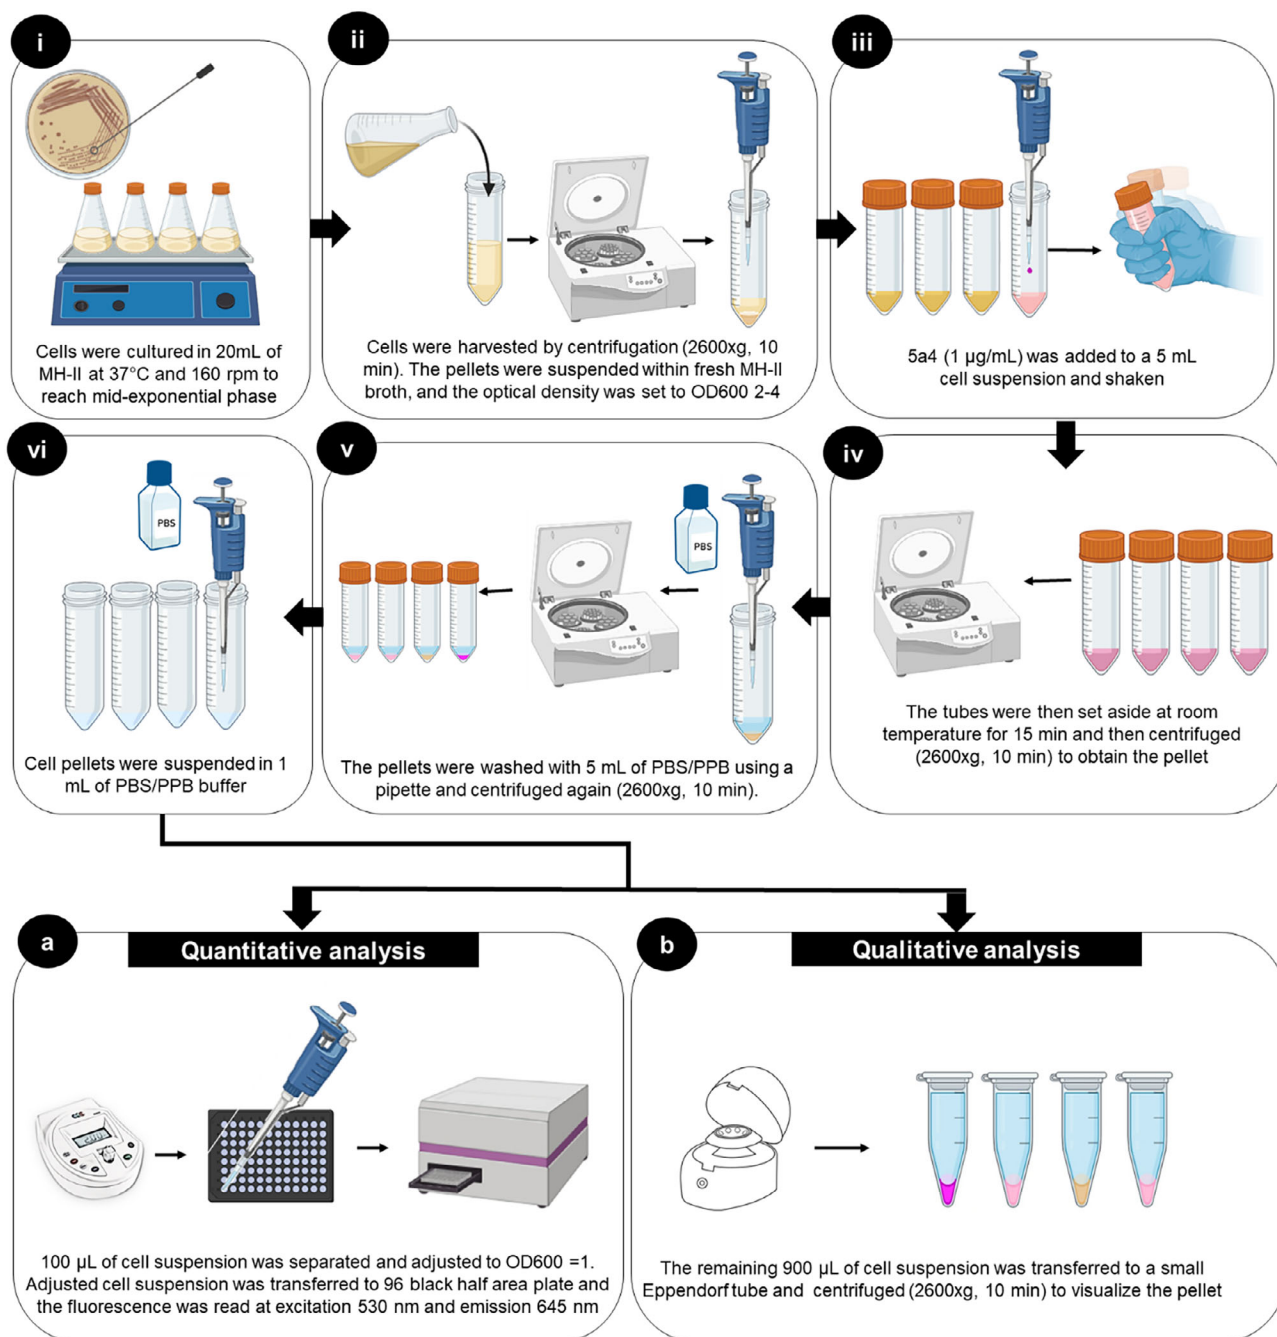 i
Cells were cultured in 20mL of
MH-II at 37°C and 160 rpm to
reach mid-exponential phase
ii
Cells were harvested by centrifugation (2600xg, 10
min). The pellets were suspended within fresh MH-II
broth, and the optical density was set to OD600 2-4
iii
5a4 (1 µg/mL) was added to a 5 mL
cell suspension and shaken
iv
The tubes were then set aside at room
temperature for 15 min and then centrifuged
(2600xg, 10 min) to obtain the pellet
v
PBS
The pellets were washed with 5 mL of PBS/PPB using a
pipette and centrifuged again (2600xg, 10 min).
vi
PBS
Cell pellets were suspended in 1
mL of PBS/PPB buffer
a
Quantitative analysis
100 µL of cell suspension was separated and adjusted to OD600 =1.
Adjusted cell suspension was transferred to 96 black half area plate and
the fluorescence was read at excitation 530 nm and emission 645 nm
b
Qualitative analysis
The remaining 900 µL of cell suspension was transferred to a small
Eppendorf tube and centrifuged (2600xg, 10 min) to visualize the pellet